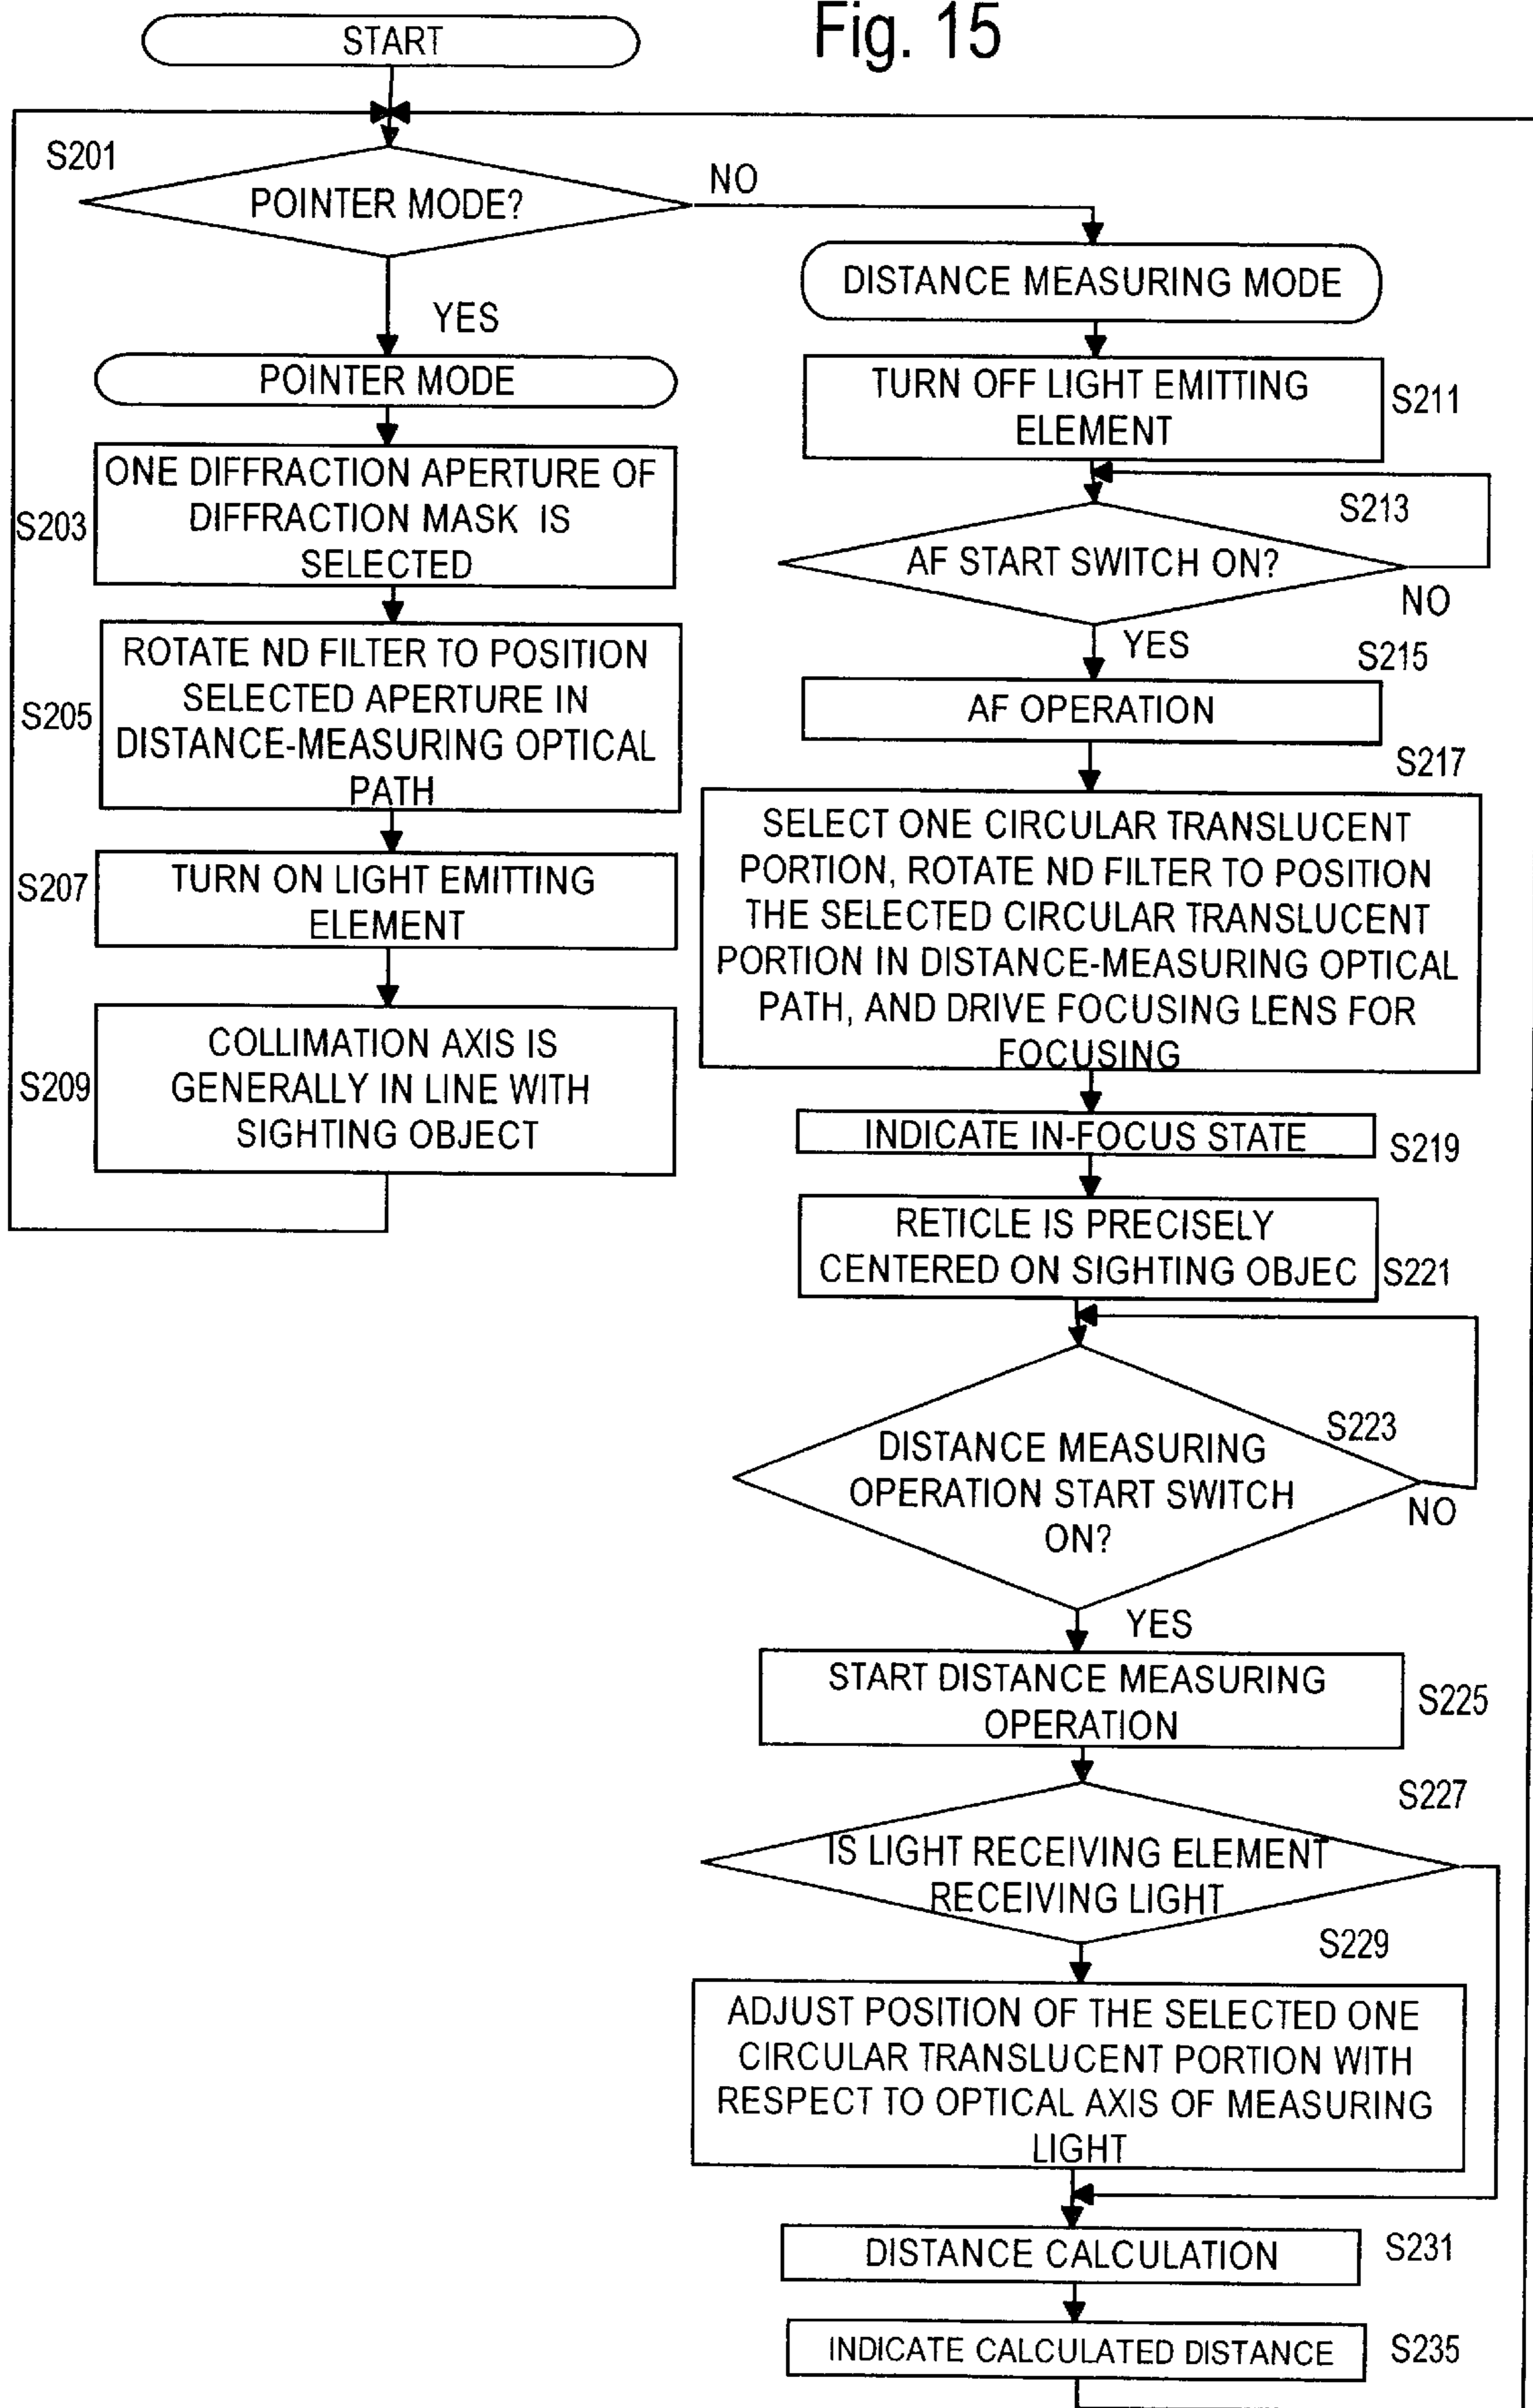 Fig. 15
START
S201
POINTER MODE?
NO
YES
POINTER MODE
S203
ONE DIFFRACTION APERTURE OF
DIFFRACTION MASK IS
SELECTED
S205
ROTATE ND FILTER TO POSITION
SELECTED APERTURE IN
DISTANCE-MEASURING OPTICAL
PATH
S207
TURN ON LIGHT EMITTING
ELEMENT
S209
COLLIMATION AXIS IS
GENERALLY IN LINE WITH
SIGHTING OBJECT
DISTANCE MEASURING MODE
TURN OFF LIGHT EMITTING
ELEMENT
S211
S213
AF START SWITCH ON?
NO
YES
S215
AF OPERATION
S217
SELECT ONE CIRCULAR TRANSLUCENT
PORTION, ROTATE ND FILTER TO POSITION
THE SELECTED CIRCULAR TRANSLUCENT
PORTION IN DISTANCE-MEASURING OPTICAL
PATH, AND DRIVE FOCUSING LENS FOR
FOCUSING
INDICATE IN-FOCUS STATE
S219
RETICLE IS PRECISELY
CENTERED ON SIGHTING OBJEC
S221
S223
DISTANCE MEASURING
OPERATION START SWITCH
ON?
NO
YES
START DISTANCE MEASURING
OPERATION
S225
S227
IS LIGHT RECEIVING ELEMENT
RECEIVING LIGHT
S229
ADJUST POSITION OF THE SELECTED ONE
CIRCULAR TRANSLUCENT PORTION WITH
RESPECT TO OPTICAL AXIS OF MEASURING
LIGHT
DISTANCE CALCULATION
S231
INDICATE CALCULATED DISTANCE
S235